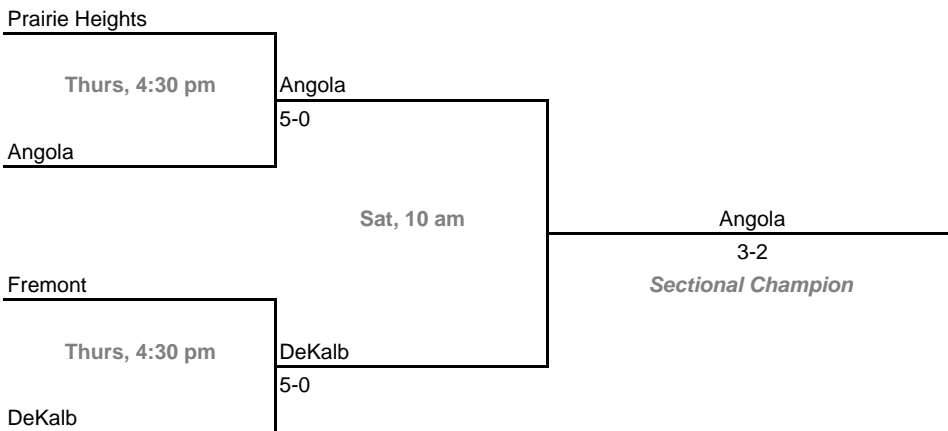 Prairie Heights
Thurs, 4:30 pm
Angola
5-0
Angola
Sat, 10 am
Angola
3-2
Sectional Champion
Fremont
Thurs, 4:30 pm
DeKalb
5-0
DeKalb